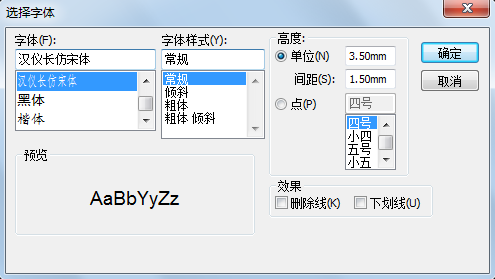 选择字体
字体(F):
汉仪长仿宋体
汉仪长仿宋体
黑体
楷体
字体样式(Y):
常规
常规
倾斜
粗体
粗体 倾斜
高度:
单位(N) 3.50mm
间距(S): 1.50mm
点(P) 四号
四号
小四
五号
小五
确定
取消
预览
AaBbYyZz
效果
删除线(K) 下划线(U)